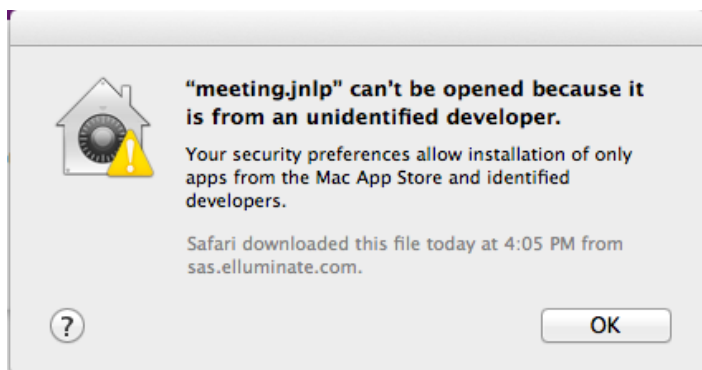 “meeting.jnlp” can’t be opened because it
is from an unidentified developer.
Your security preferences allow installation of only
apps from the Mac App Store and identified
developers.
Safari downloaded this file today at 4:05 PM from
sas.elluminate.com.
?
OK